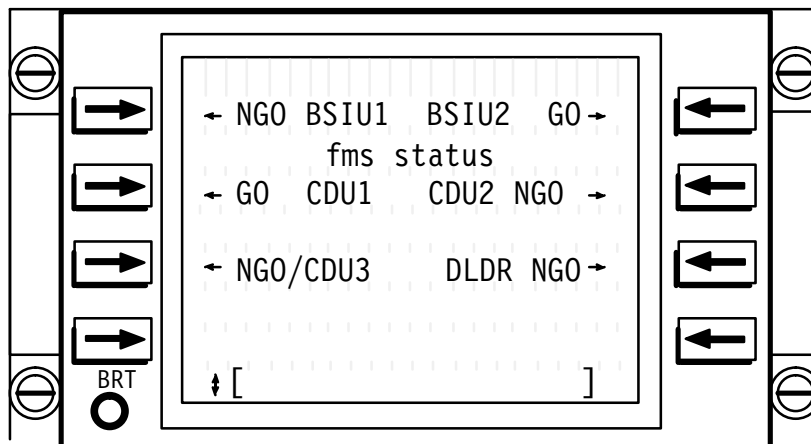 ← NGO BSIU1 BSIU2 GO →
fms status
← GO CDU1 CDU2 NGO →
← NGO/CDU3 DLDR NGO →
[ ]
BRT